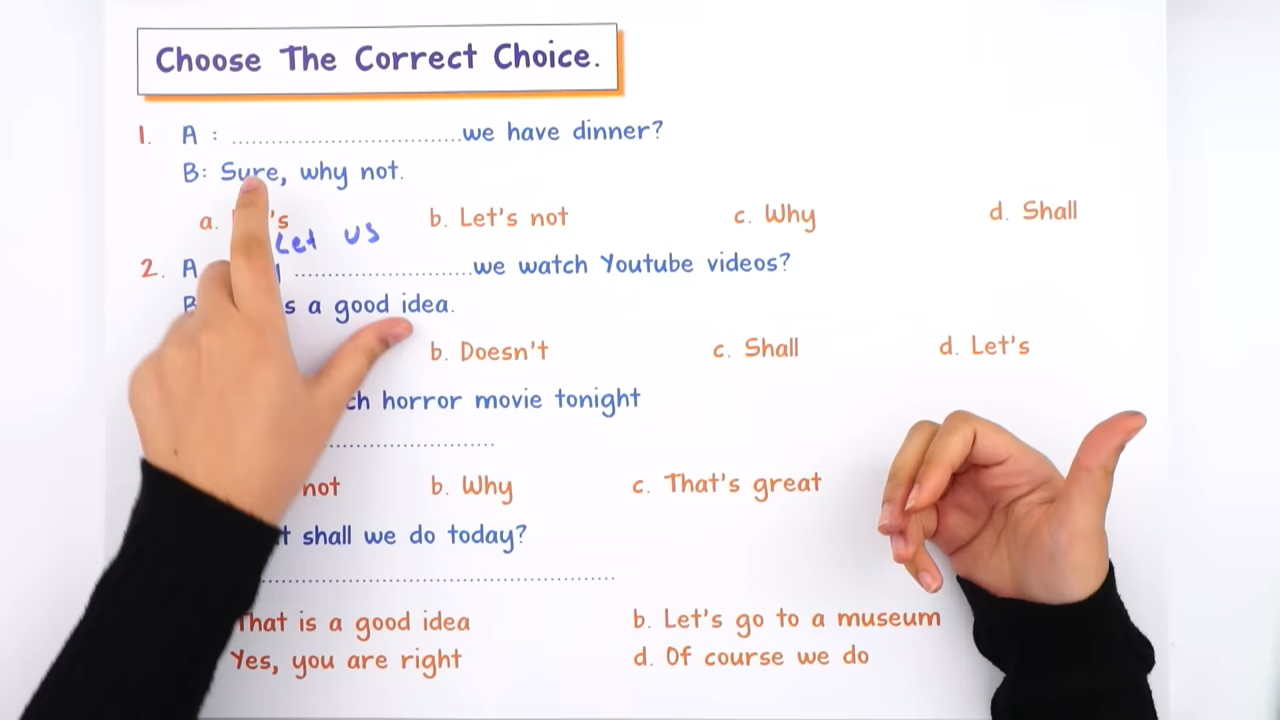 Choose The Correct Choice.
1. A : ..................................we have dinner?
B: Sure, why not.
a. 's b. Let's not c. Why d. Shall
Let us
2. A ..........................we watch Youtube videos?
B s a good idea.
b. Doesn't c. Shall d. Let's
ch horror movie tonight
........................
not b. Why c. That's great
t shall we do today?
..................................................
That is a good idea b. Let's go to a museum
Yes, you are right d. Of course we do